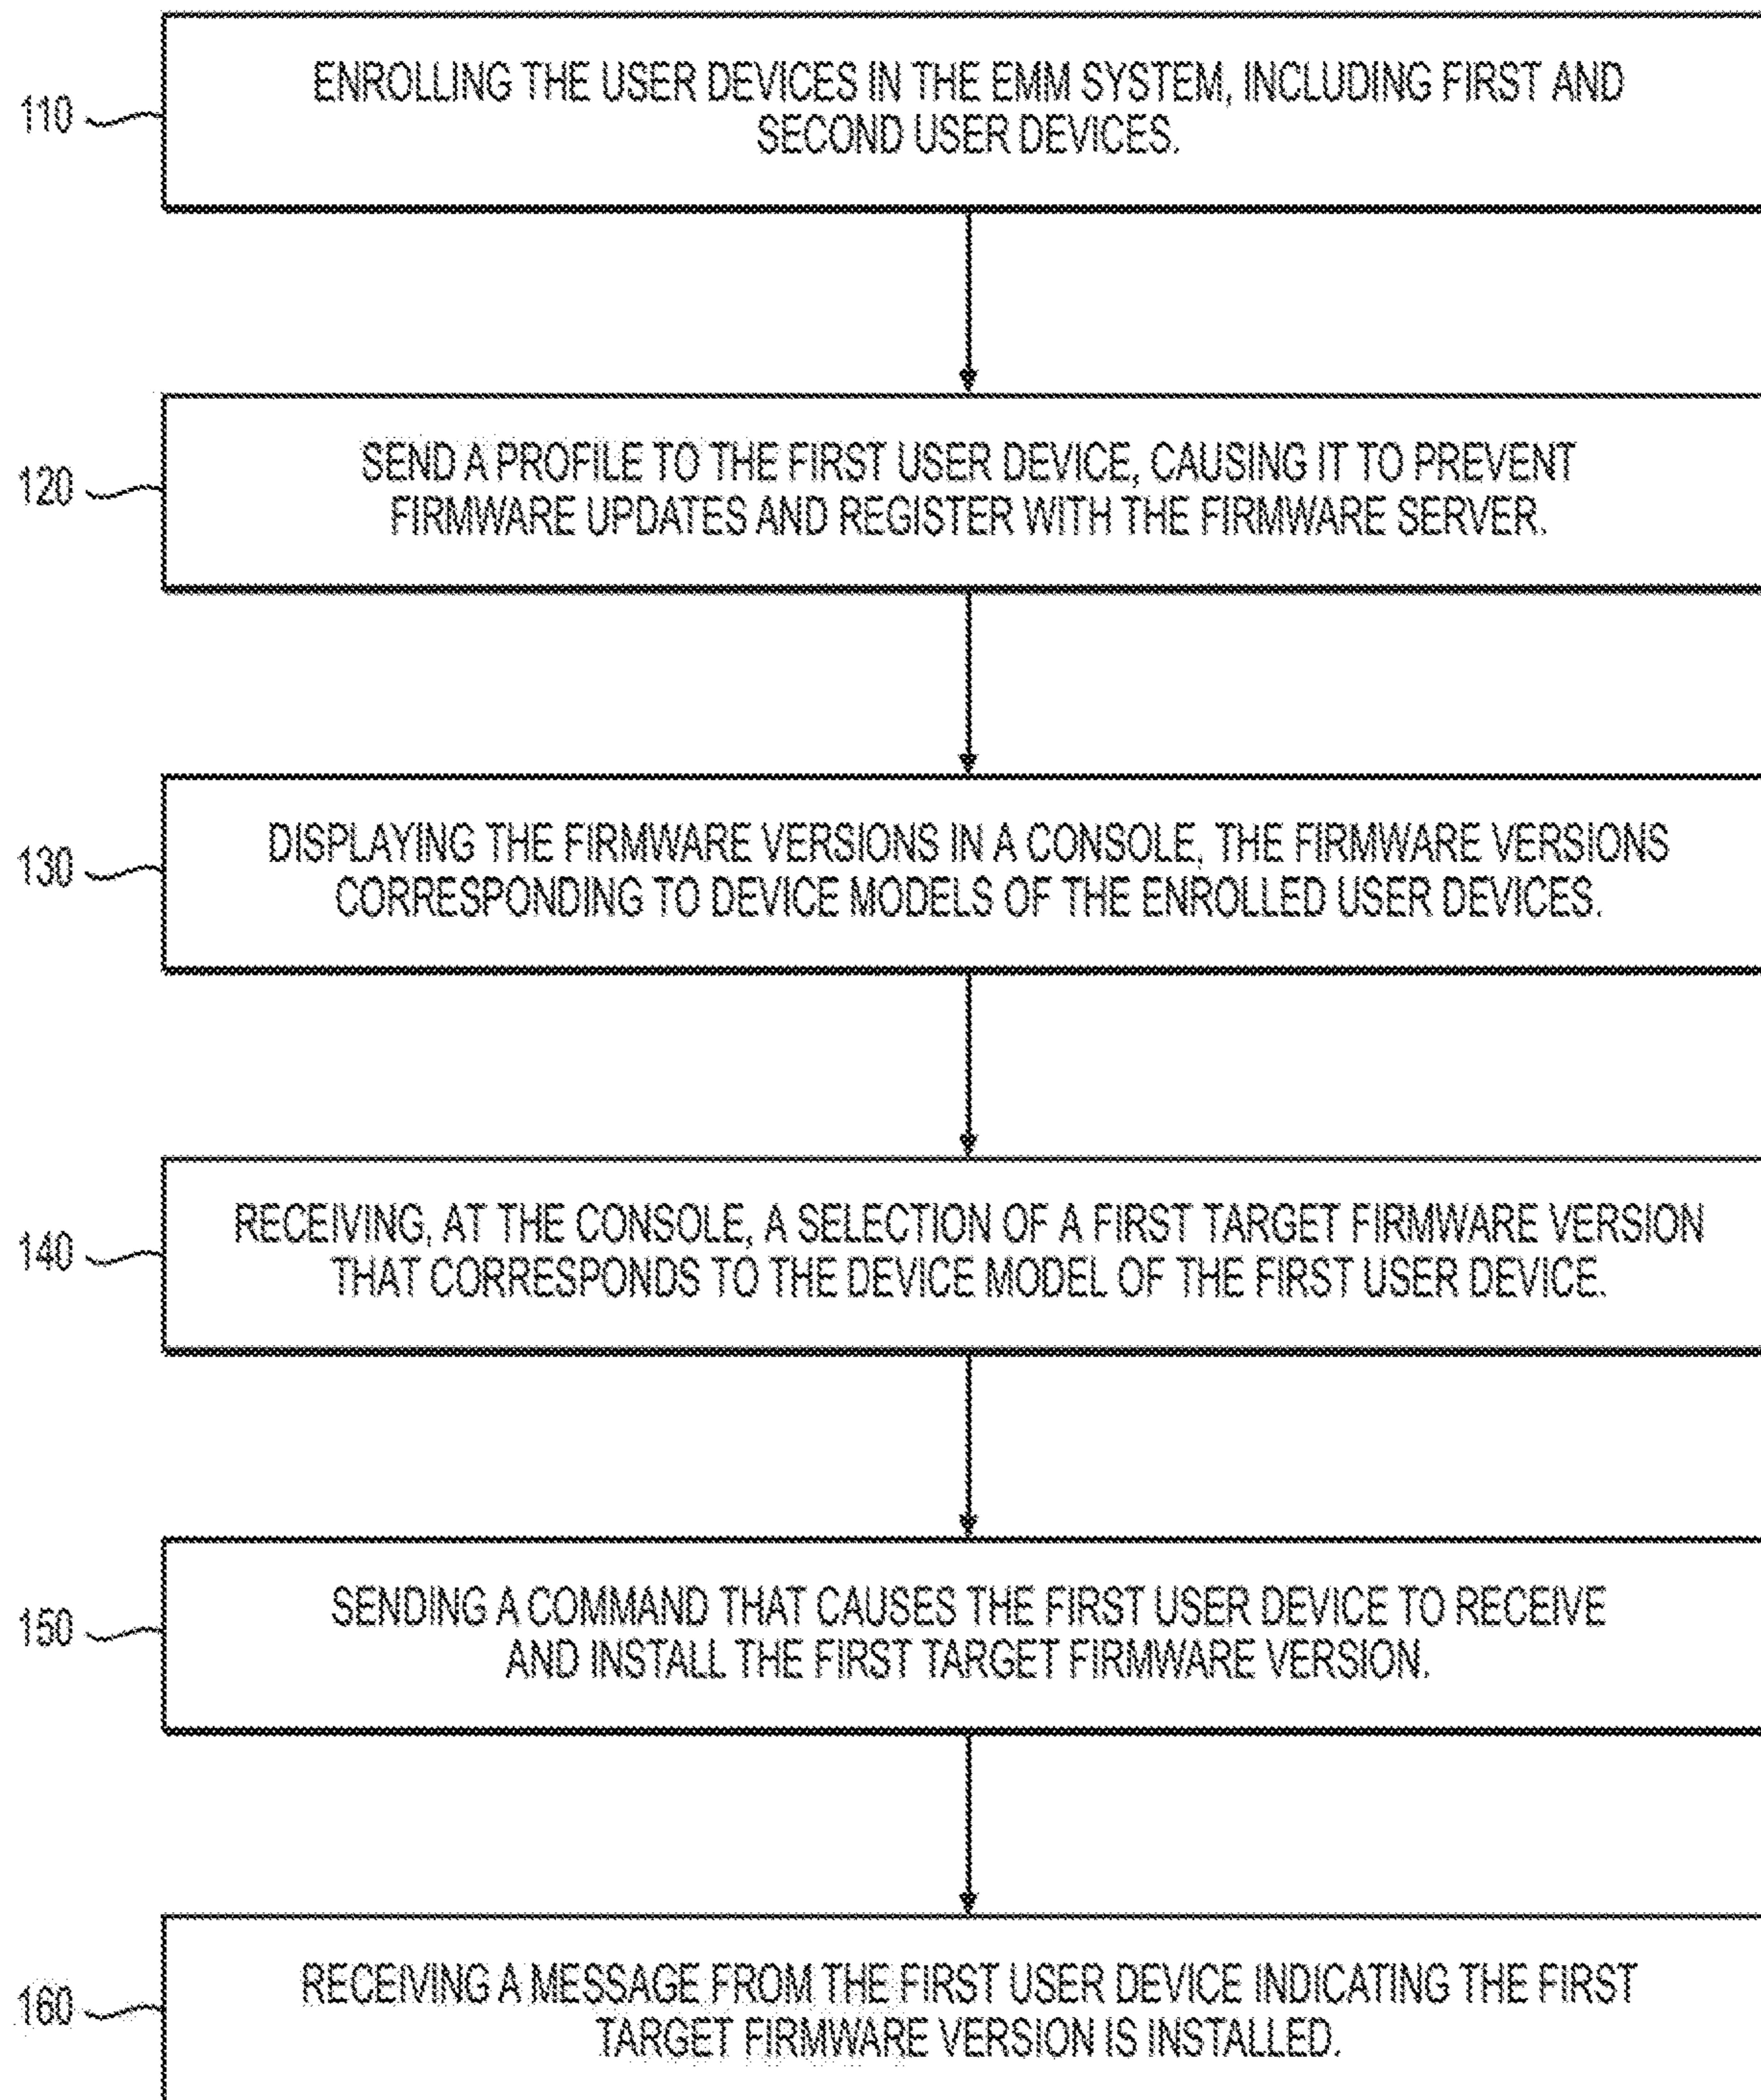 ENROLLING THE USER DEVICES IN THE EMM SYSTEM, INCLUDING FIRST AND
SECOND USER DEVICES.
110
SEND A PROFILE TO THE FIRST USER DEVICE, CAUSING IT TO PREVENT
FIRMWARE UPDATES AND REGISTER WITH THE FIRMWARE SERVER.
120
DISPLAYING THE FIRMWARE VERSIONS IN A CONSOLE, THE FIRMWARE VERSIONS
CORRESPONDING TO DEVICE MODELS OF THE ENROLLED USER DEVICES.
130
RECEIVING, AT THE CONSOLE, A SELECTION OF A FIRST TARGET FIRMWARE VERSION
THAT CORRESPONDS TO THE DEVICE MODEL OF THE FIRST USER DEVICE.
140
SENDING A COMMAND THAT CAUSES THE FIRST USER DEVICE TO RECEIVE
AND INSTALL THE FIRST TARGET FIRMWARE VERSION.
150
RECEIVING A MESSAGE FROM THE FIRST USER DEVICE INDICATING THE FIRST
TARGET FIRMWARE VERSION IS INSTALLED.
160